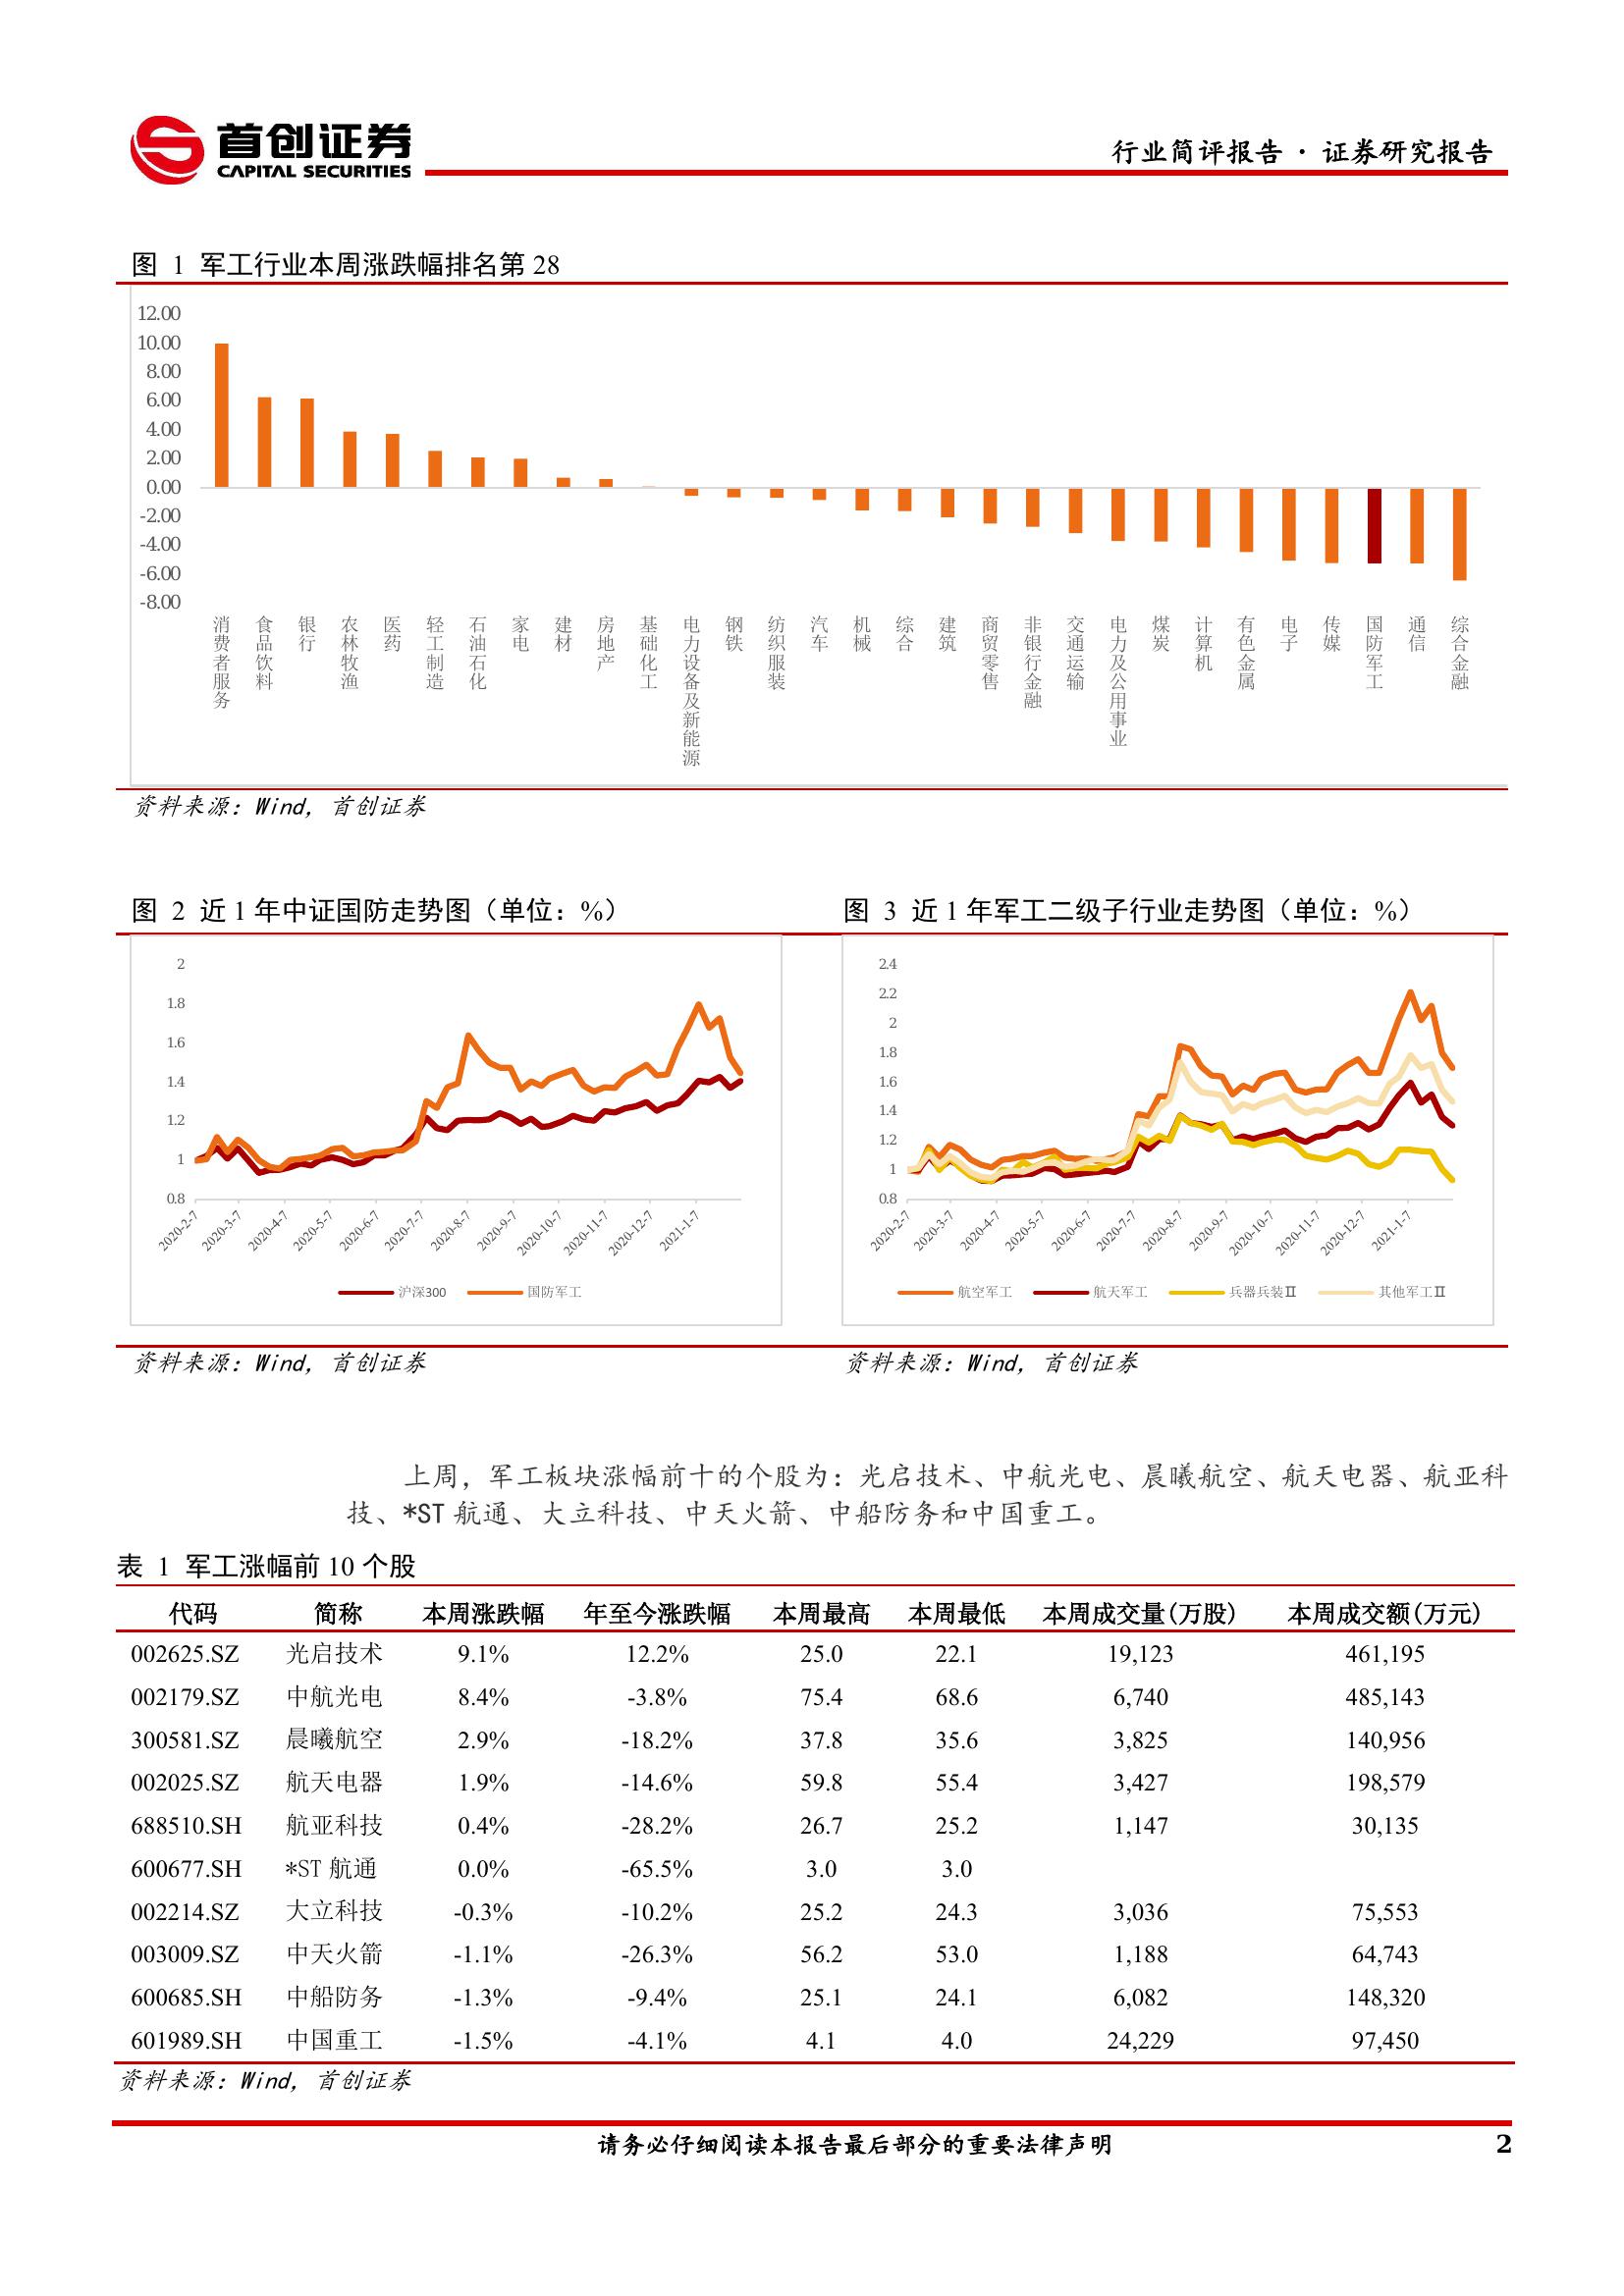 首创证券
CAPITAL SECURITIES
行业简评报告 · 证券研究报告
图 1 军工行业本周涨跌幅排名第 28
12.00
10.00
8.00
6.00
4.00
2.00
0.00
-2.00
-4.00
-6.00
-8.00
消费者服务
食品饮料
银行
农林牧渔
医药
轻工制造
石油石化
家电
建材
房地产
基础化工
电力设备及新能源
钢铁
纺织服装
汽车
机械
综合
建筑
商贸零售
非银行金融
交通运输
电力及公用事业
煤炭
计算机
有色金属
电子
传媒
国防军工
通信
综合金融
资料来源：Wind，首创证券
图 2 近 1 年中证国防走势图（单位：%）
2
1.8
1.6
1.4
1.2
1
0.8
2020-2-7
2020-3-7
2020-4-7
2020-5-7
2020-6-7
2020-7-7
2020-8-7
2020-9-7
2020-10-7
2020-11-7
2020-12-7
2021-1-7
沪深300 国防军工
资料来源：Wind，首创证券
图 3 近 1 年军工二级子行业走势图（单位：%）
2.4
2.2
2
1.8
1.6
1.4
1.2
1
0.8
2020-2-7
2020-3-7
2020-4-7
2020-5-7
2020-6-7
2020-7-7
2020-8-7
2020-9-7
2020-10-7
2020-11-7
2020-12-7
2021-1-7
航空军工 航天军工 兵器兵装Ⅱ 其他军工Ⅱ
资料来源：Wind，首创证券
上周，军工板块涨幅前十的个股为：光启技术、中航光电、晨曦航空、航天电器、航亚科
技、*ST 航通、大立科技、中天火箭、中船防务和中国重工。
表 1 军工涨幅前 10 个股
代码 简称 本周涨跌幅 年至今涨跌幅 本周最高 本周最低 本周成交量(万股) 本周成交额(万元)
002625.SZ 光启技术 9.1% 12.2% 25.0 22.1 19,123 461,195
002179.SZ 中航光电 8.4% -3.8% 75.4 68.6 6,740 485,143
300581.SZ 晨曦航空 2.9% -18.2% 37.8 35.6 3,825 140,956
002025.SZ 航天电器 1.9% -14.6% 59.8 55.4 3,427 198,579
688510.SH 航亚科技 0.4% -28.2% 26.7 25.2 1,147 30,135
600677.SH *ST 航通 0.0% -65.5% 3.0 3.0
002214.SZ 大立科技 -0.3% -10.2% 25.2 24.3 3,036 75,553
003009.SZ 中天火箭 -1.1% -26.3% 56.2 53.0 1,188 64,743
600685.SH 中船防务 -1.3% -9.4% 25.1 24.1 6,082 148,320
601989.SH 中国重工 -1.5% -4.1% 4.1 4.0 24,229 97,450
资料来源：Wind，首创证券
请务必仔细阅读本报告最后部分的重要法律声明 2